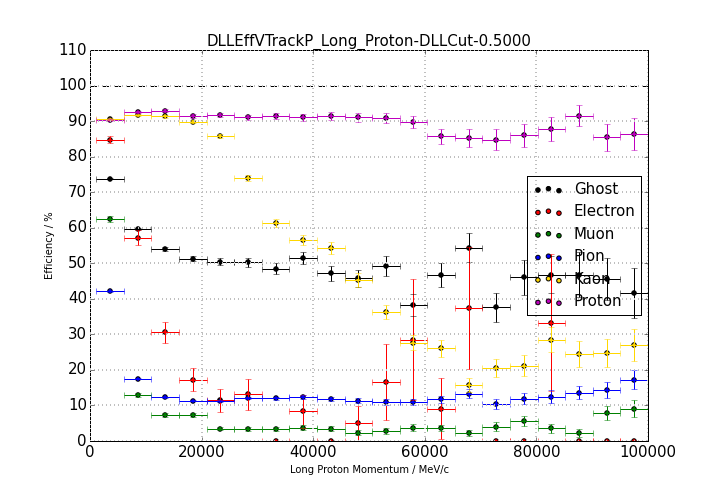 DLLEffVTrackP_Long_Proton-DLLCut-0.5000
110
100
90
80
70
60
50
40
30
20
10
0
Efficiency / %
Ghost
Electron
Muon
Pion
Kaon
Proton
0 20000 40000 60000 80000 100000
Long Proton Momentum / MeV/c